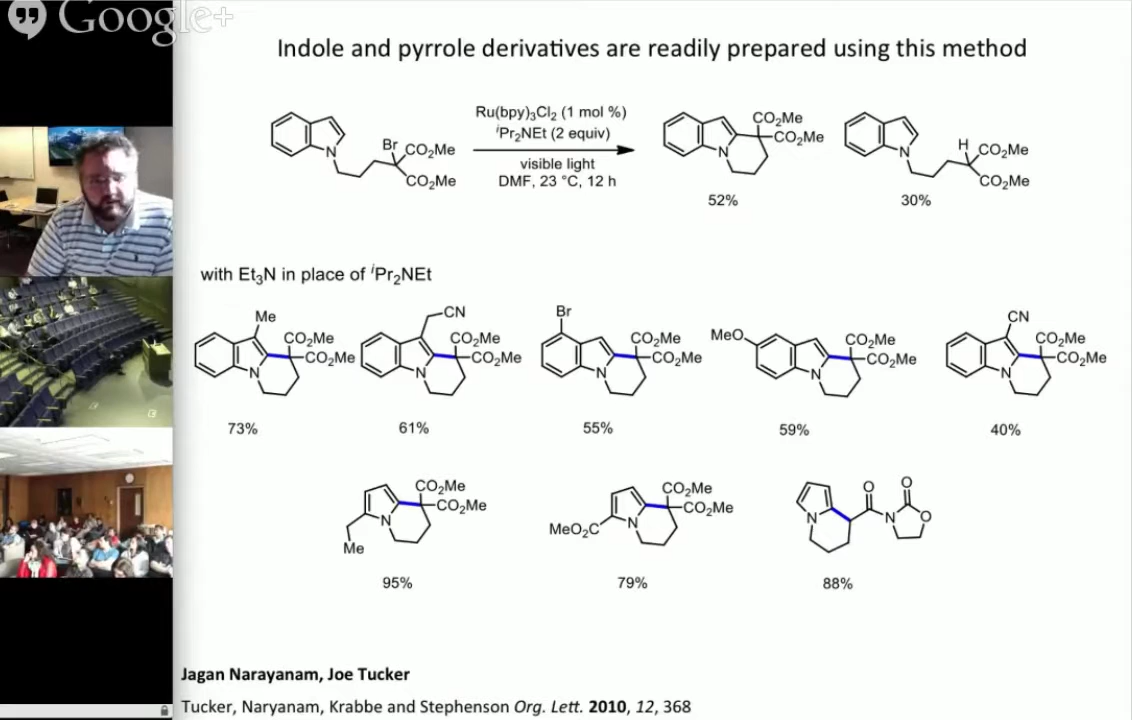 Google+
Indole and pyrrole derivatives are readily prepared using this method
Ru(bpy)₃Cl₂ (1 mol %)
ⁱPr₂NEt (2 equiv)
visible light
DMF, 23 °C, 12 h
N
Br
CO₂Me
CO₂Me
N
CO₂Me
CO₂Me
52%
N
H
CO₂Me
CO₂Me
30%
with Et₃N in place of ⁱPr₂NEt
Me
N
CO₂Me
CO₂Me
73%
CN
N
CO₂Me
CO₂Me
61%
Br
N
CO₂Me
CO₂Me
55%
MeO
N
CO₂Me
CO₂Me
59%
CN
N
CO₂Me
CO₂Me
40%
N
CO₂Me
CO₂Me
Me
95%
MeO₂C
N
CO₂Me
CO₂Me
79%
N
O
N
O
O
88%
Jagan Narayanam, Joe Tucker
Tucker, Naryanam, Krabbe and Stephenson Org. Lett. 2010, 12, 368